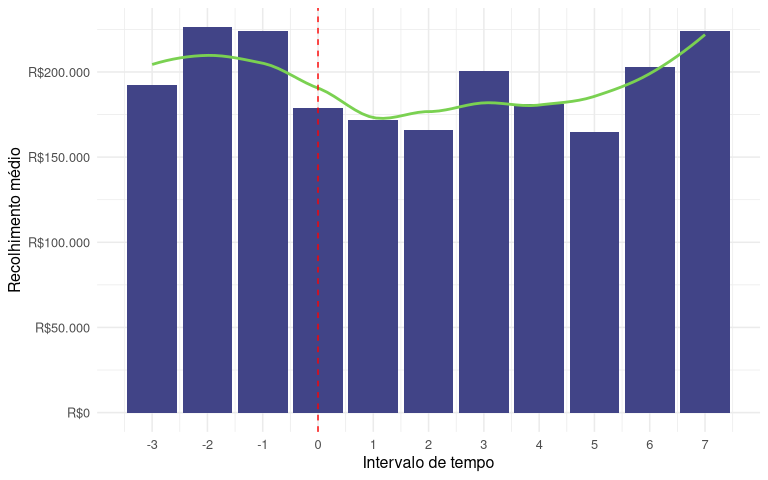 Recolhimento médio
R$200.000
R$150.000
R$100.000
R$50.000
R$0
-3 -2 -1 0 1 2 3 4 5 6 7
Intervalo de tempo